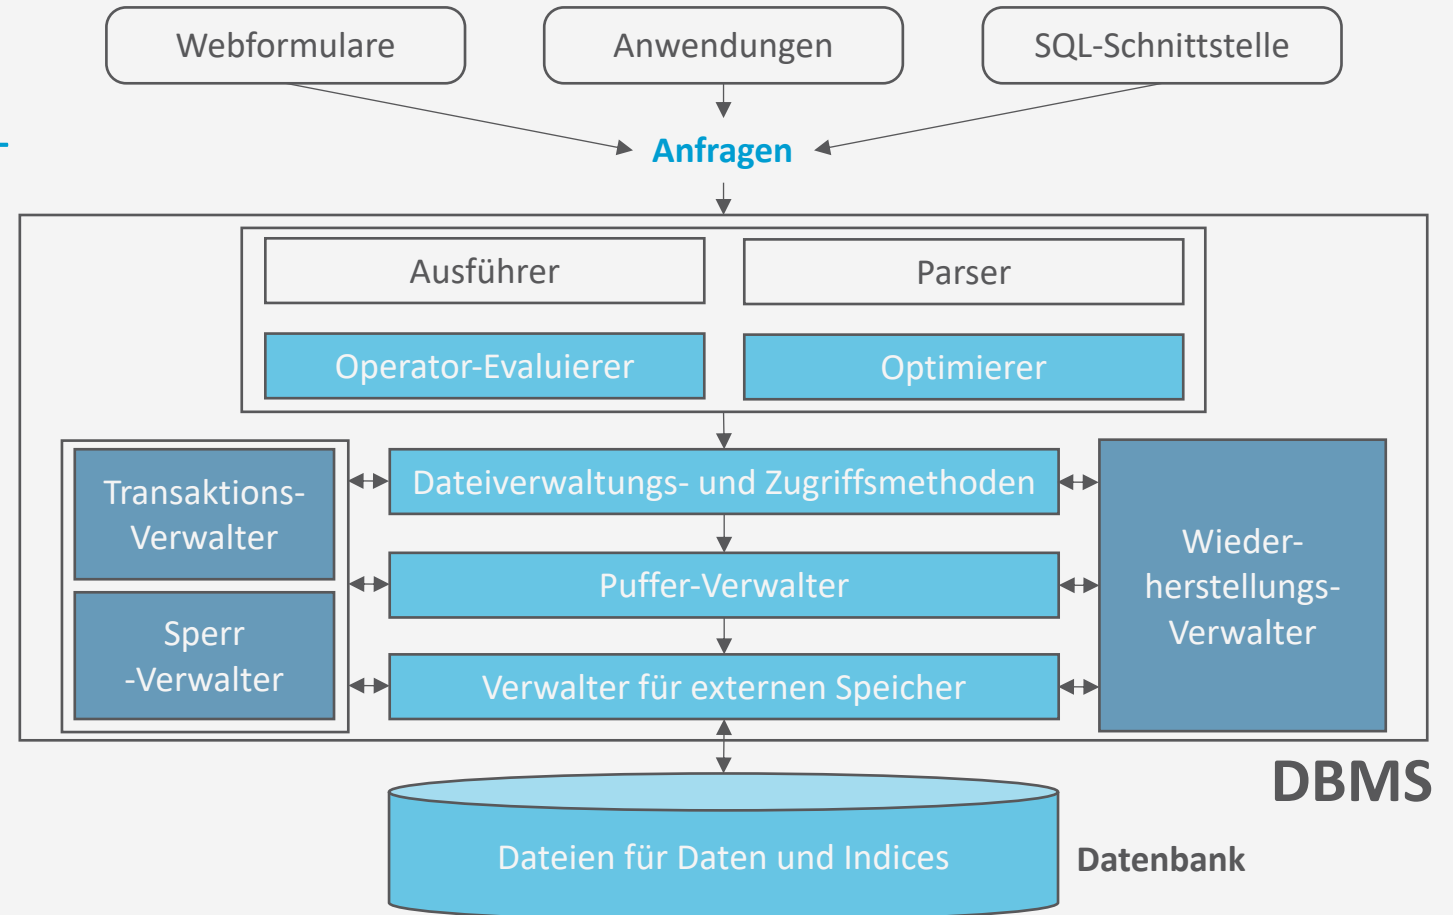 Webformulare
Anwendungen
SQL-Schnittstelle
Anfragen
Ausführer
Parser
Operator-Evaluierer
Optimierer
Transaktions-
Verwalter
Dateiverwaltungs- und Zugriffsmethoden
Wieder-
herstellungs-
Verwalter
Puffer-Verwalter
Sperr
-Verwalter
Verwalter für externen Speicher
DBMS
Dateien für Daten und Indices
Datenbank